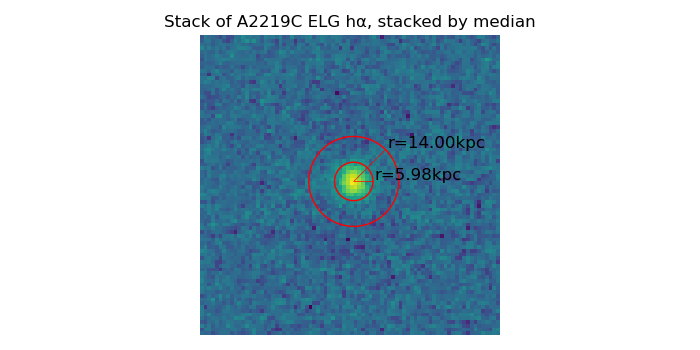 Stack of A2219C ELG hα, stacked by median
r=14.00kpc
r=5.98kpc